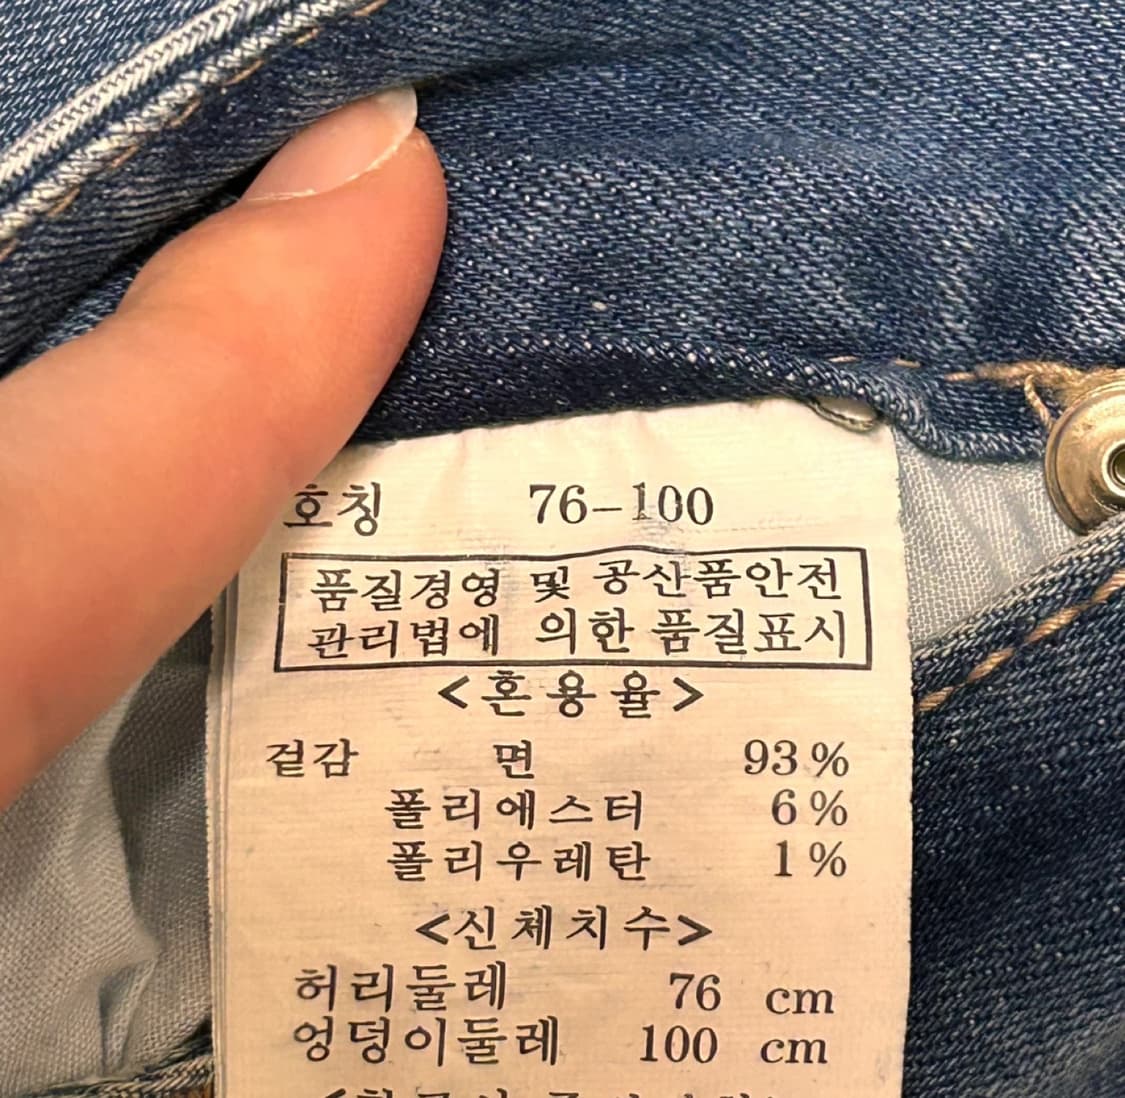 호칭 76-100
품질경영 및 공산품안전
관리법에 의한 품질표시
<혼용율>
겉감 면 93%
폴리에스터 6%
폴리우레탄 1%
<신체치수>
허리둘레 76 cm
엉덩이둘레 100 cm